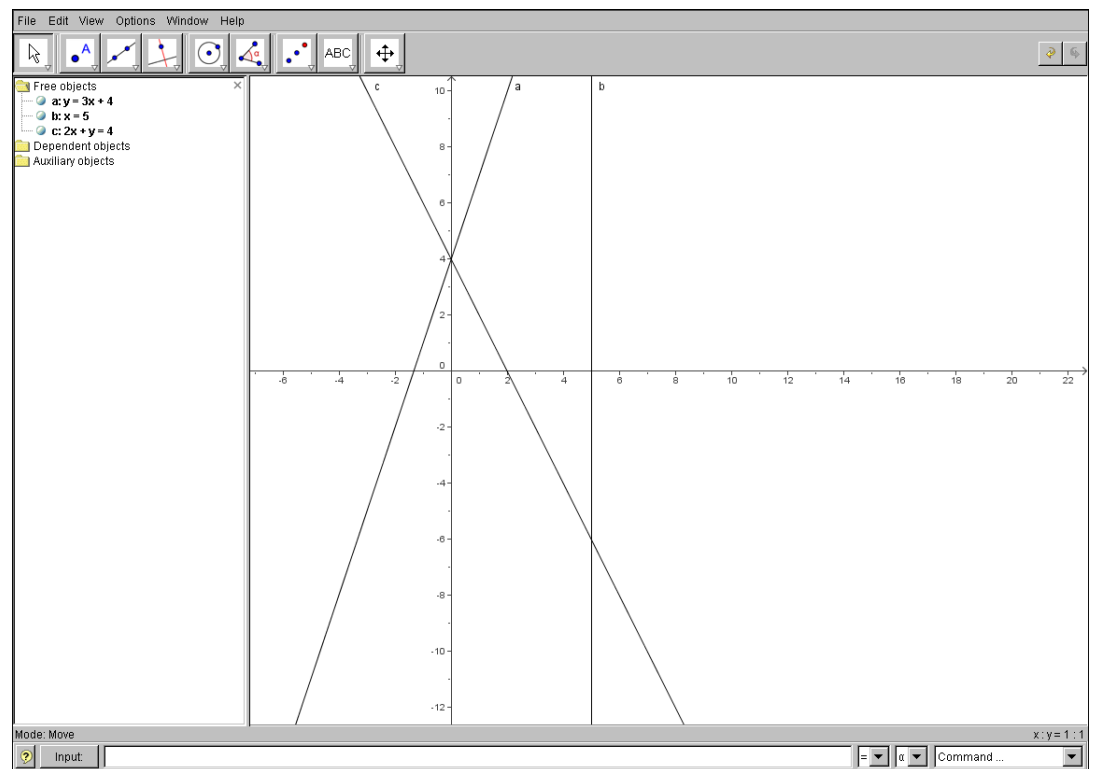 File Edit View Options Window Help
A α ABC
Free objects
a: y = 3x + 4
b: x = 5
c: 2x + y = 4
Dependent objects
Auxiliary objects
c a b
10
8
6
4
2
0
-6 -4 -2 0 2 4 6 8 10 12 14 16 18 20 22
-2
-4
-6
-8
-10
-12
Mode: Move x : y = 1 : 1
? Input: = α Command ...